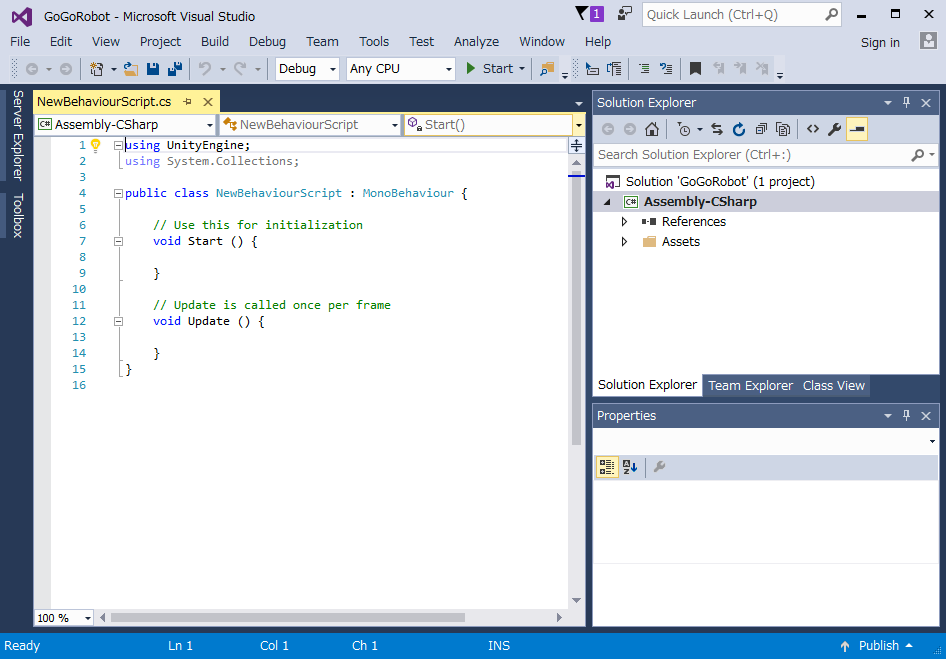 GoGoRobot - Microsoft Visual Studio
1
Quick Launch (Ctrl+Q)
File Edit View Project Build Debug Team Tools Test Analyze Window Help
Sign in
Debug Any CPU Start
Server Explorer
Toolbox
NewBehaviourScript.cs
C# Assembly-CSharp NewBehaviourScript Start()
1 using UnityEngine;
2 using System.Collections;
3
4 public class NewBehaviourScript : MonoBehaviour {
5
6 // Use this for initialization
7 void Start () {
8
9 }
10
11 // Update is called once per frame
12 void Update () {
13
14 }
15 }
16
100 %
Solution Explorer
Search Solution Explorer (Ctrl+:)
Solution 'GoGoRobot' (1 project)
C# Assembly-CSharp
References
Assets
Solution Explorer Team Explorer Class View
Properties
A
Z
Ready Ln 1 Col 1 Ch 1 INS Publish